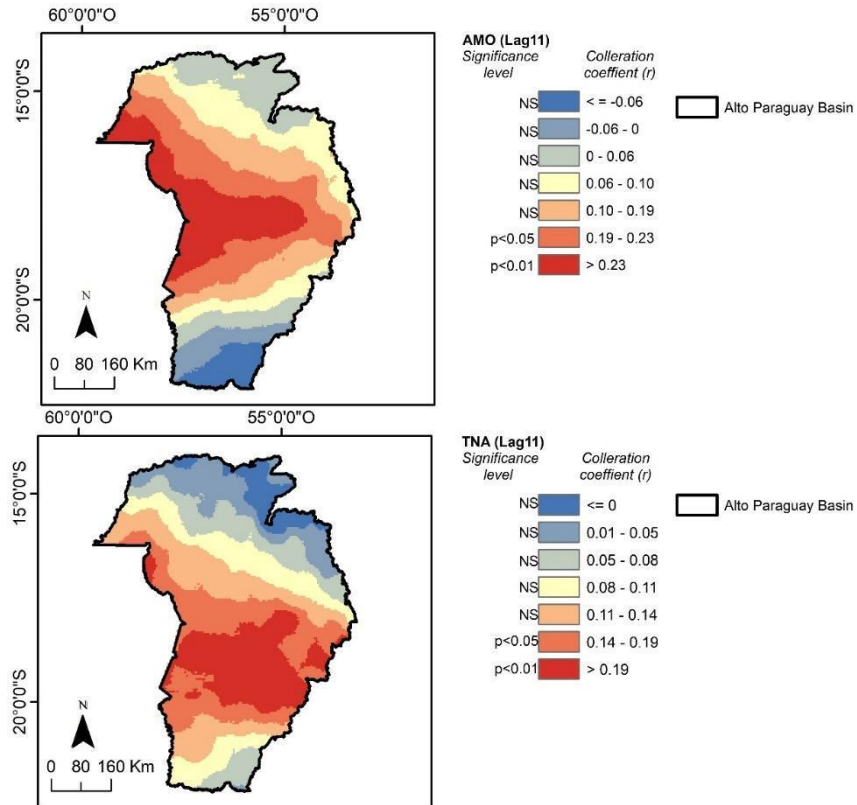 60°0'0"O 55°0'0"O
AMO (Lag11)
Significance level
Colleration coeffient (r)
NS <= -0.06
NS -0.06 - 0
NS 0 - 0.06
NS 0.06 - 0.10
NS 0.10 - 0.19
p<0.05 0.19 - 0.23
p<0.01 > 0.23
Alto Paraguay Basin
15°0'0"S
20°0'0"S
N
0 80 160 Km
60°0'0"O 55°0'0"O
TNA (Lag11)
Significance level
Colleration coeffient (r)
NS <= 0
NS 0.01 - 0.05
NS 0.05 - 0.08
NS 0.08 - 0.11
NS 0.11 - 0.14
p<0.05 0.14 - 0.19
p<0.01 > 0.19
Alto Paraguay Basin
15°0'0"S
20°0'0"S
N
0 80 160 Km